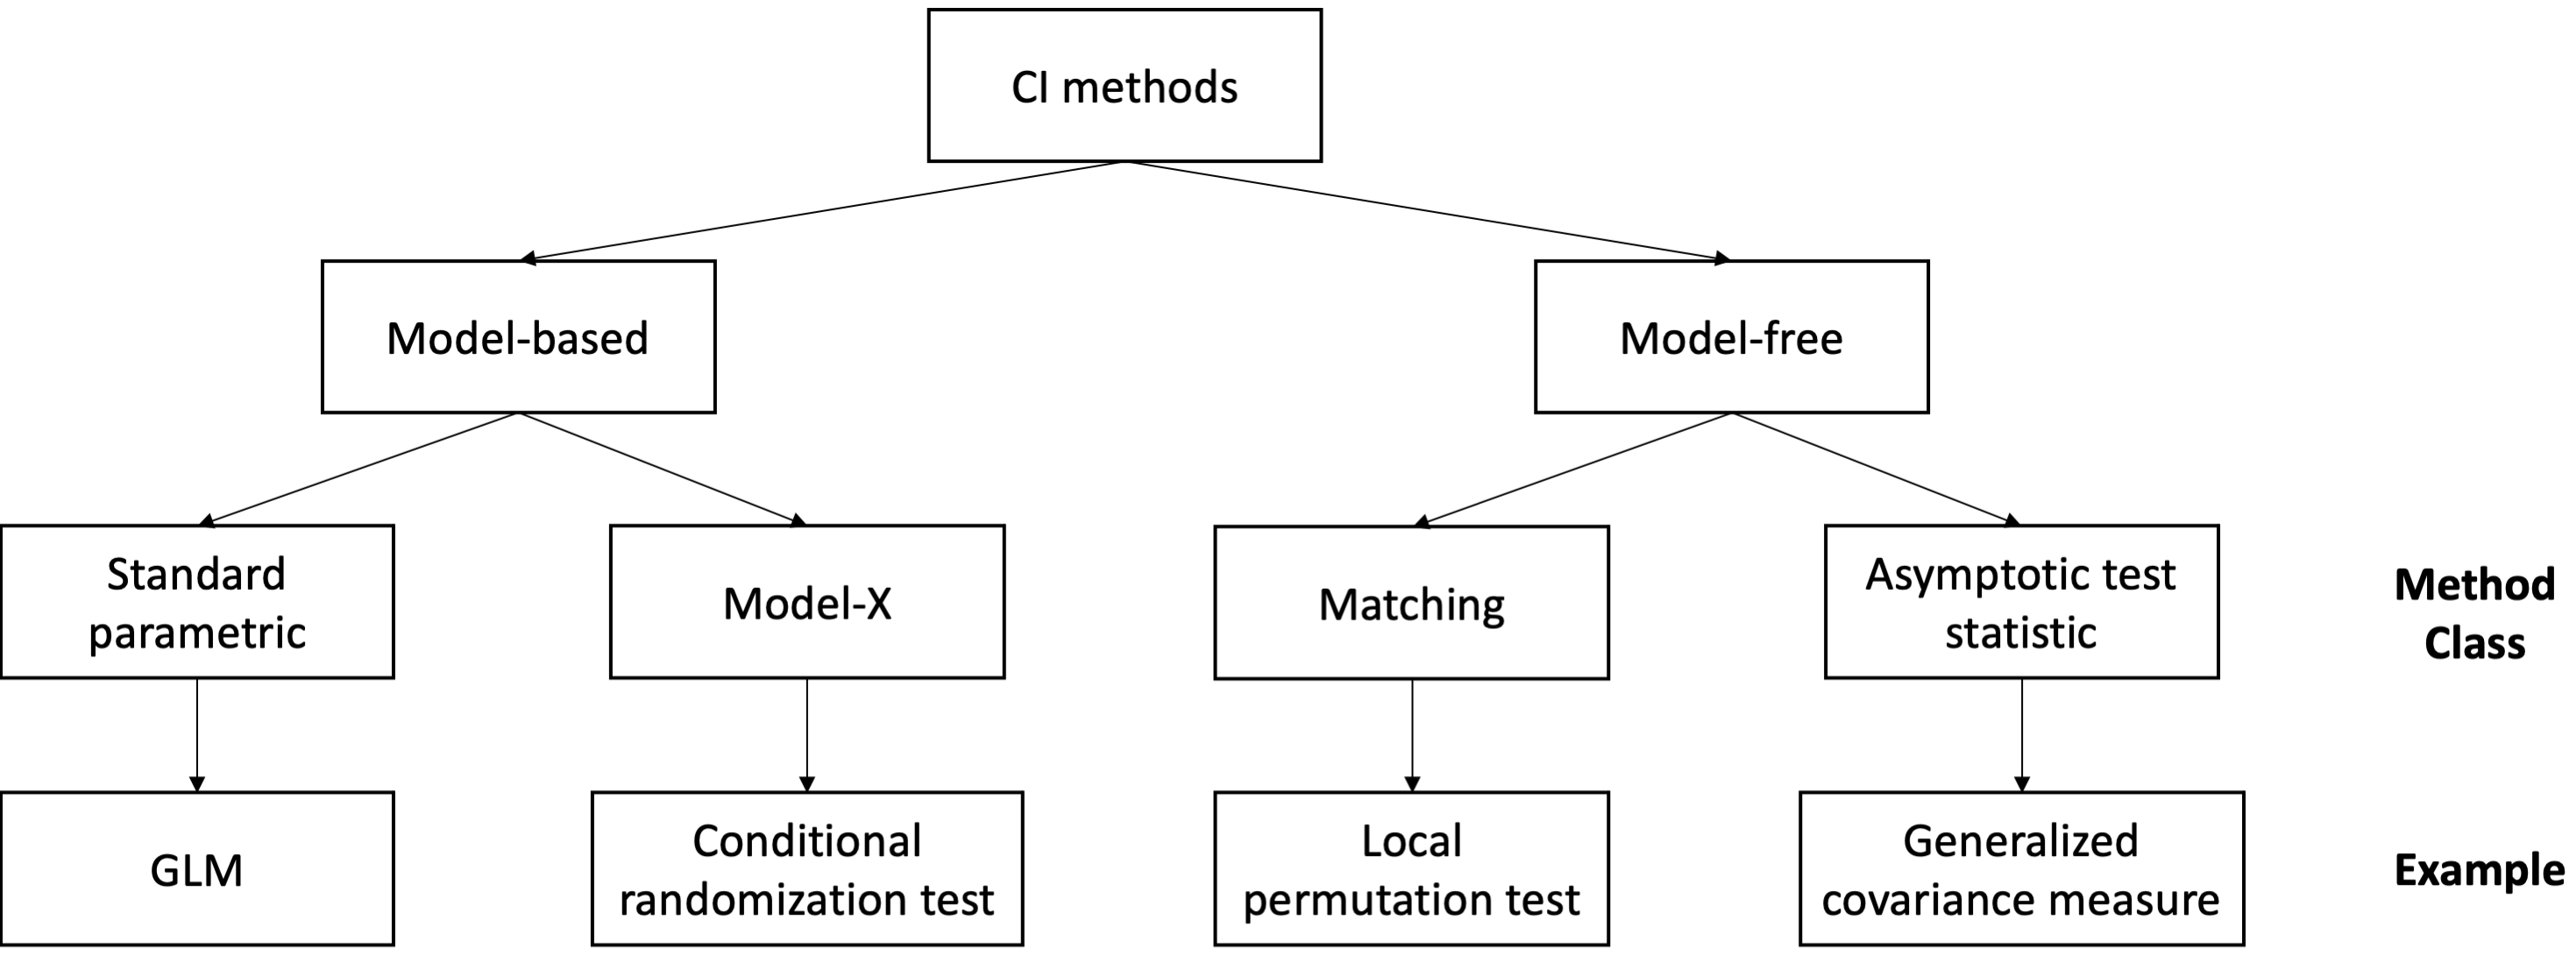 CI methods
Model-based
Model-free
Standard
parametric
Model-X
Matching
Asymptotic test
statistic
Method
Class
GLM
Conditional
randomization test
Local
permutation test
Generalized
covariance measure
Example